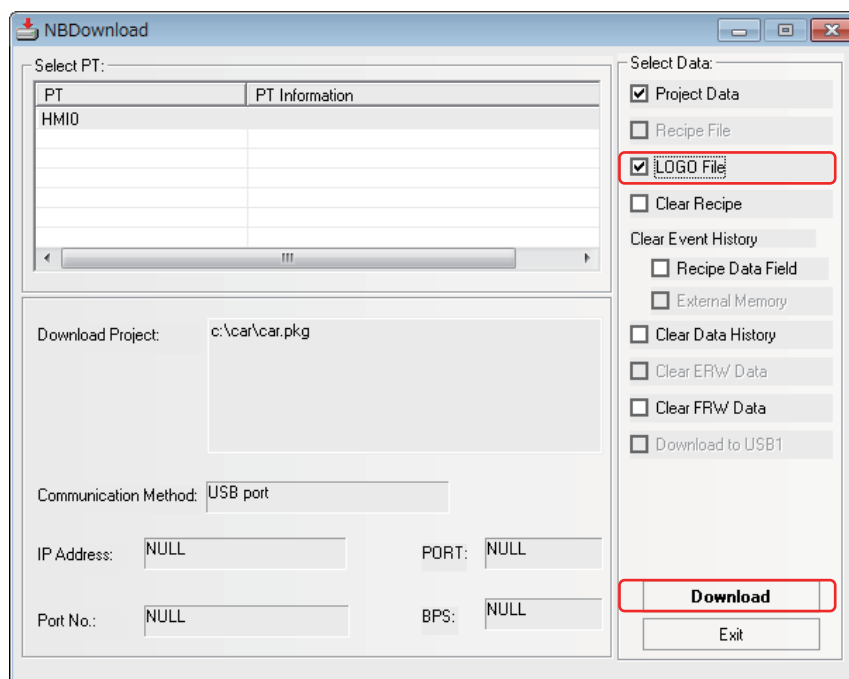 NBDownload
Select PT:
PT PT Information
HMI0
Download Project: c:\car\car.pkg
Communication Method: USB port
IP Address: NULL PORT: NULL
Port No.: NULL BPS: NULL
Select Data:
Project Data
Recipe File
LOGO File
Clear Recipe
Clear Event History
Recipe Data Field
External Memory
Clear Data History
Clear ERW Data
Clear FRW Data
Download to USB1
Download
Exit